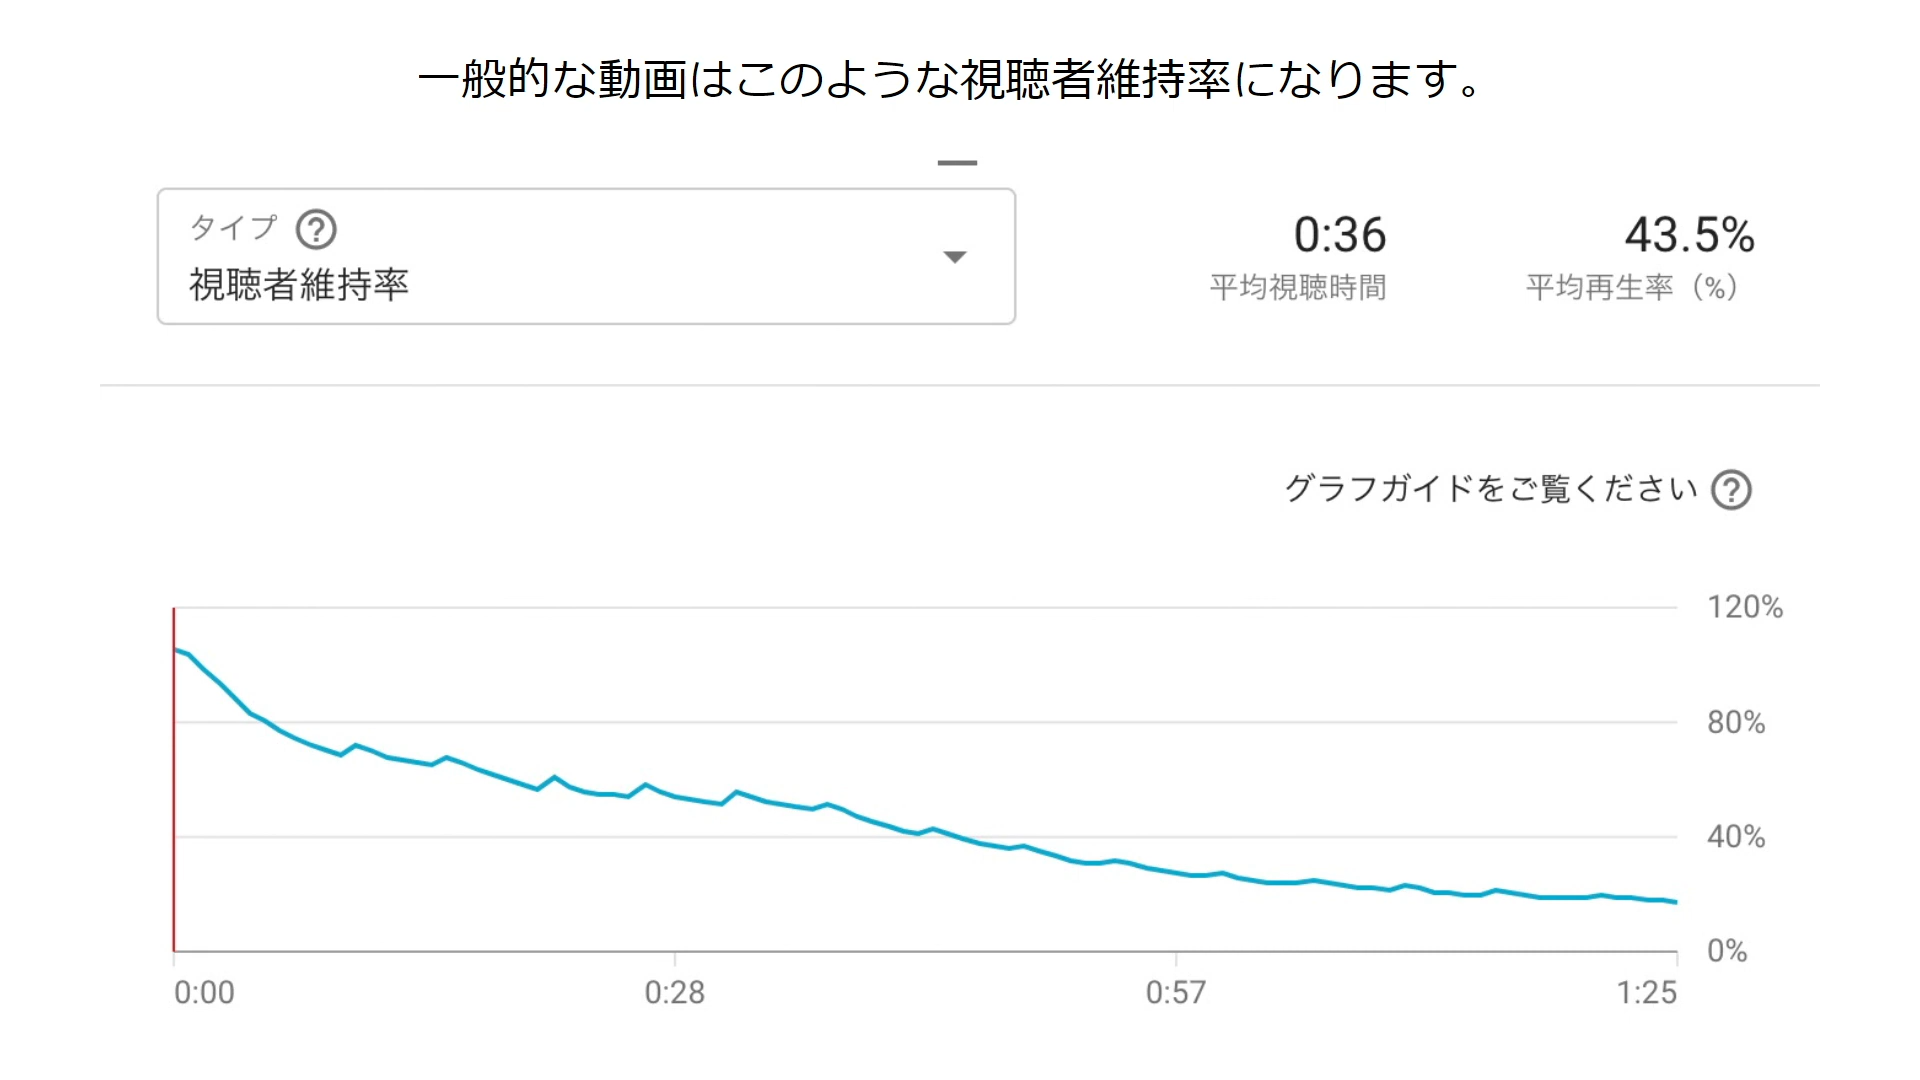 一般的な動画はこのような視聴者維持率になります。
タイプ ?
視聴者維持率
0:36
平均視聴時間
43.5%
平均再生率（%）
グラフガイドをご覧ください ?
120%
80%
40%
0%
0:00
0:28
0:57
1:25